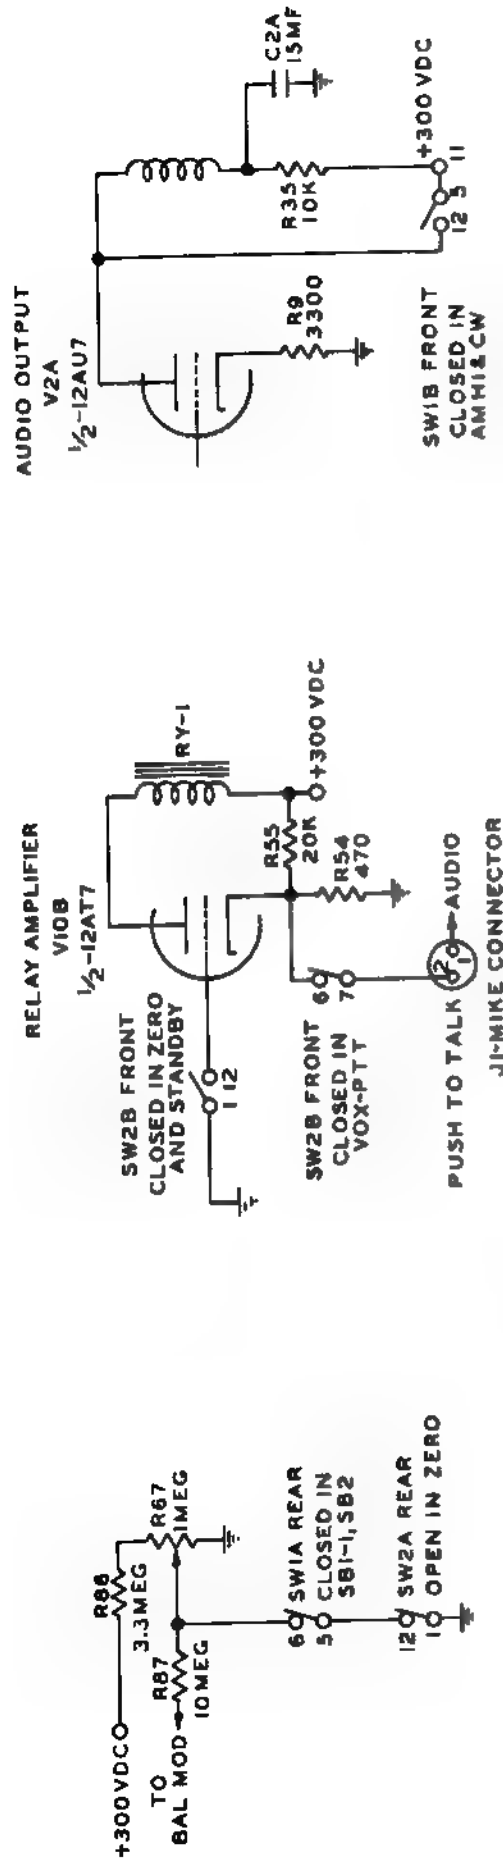 +300VDC
R88
3.3MEG
R67
1MEG
TO
BAL MOD
R87
10MEG
6
5
SW1A REAR
CLOSED IN
SB1-1, SB2
12
1
SW2A REAR
OPEN IN ZERO
RELAY AMPLIFIER
V10B
1/2-12AT7
RY-1
SW2B FRONT
CLOSED IN ZERO
AND STANDBY
1 12
R55
20K
+300VDC
R54
470
SW2B FRONT
CLOSED IN
VOX-PTT
6
7
PUSH TO TALK
2
1
AUDIO
J1-MIKE CONNECTOR
AUDIO OUTPUT
V2A
1/2-12AU7
C2A
15MF
R35
10K
R9
3300
+300VDC
12 5 11
SW1B FRONT
CLOSED IN
AMHI&CW